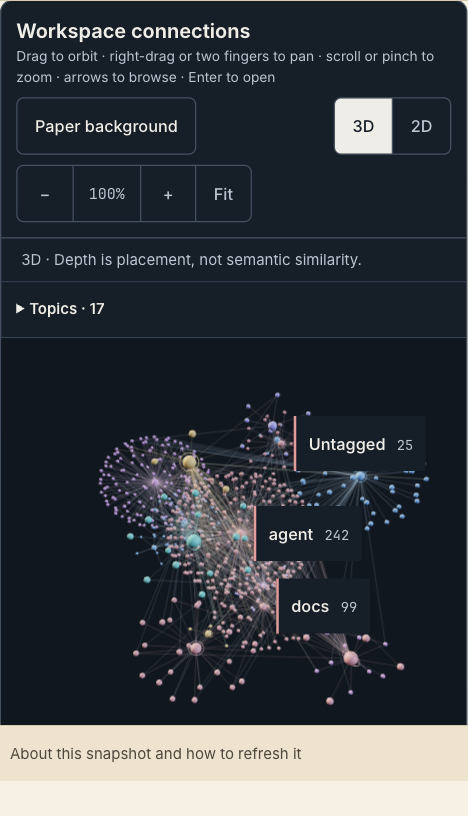 Workspace connections
Drag to orbit · right-drag or two fingers to pan · scroll or pinch to
zoom · arrows to browse · Enter to open
Paper background
3D
2D
−
100%
+
Fit
3D · Depth is placement, not semantic similarity.
Topics · 17
Untagged 25
agent 242
docs 99
About this snapshot and how to refresh it